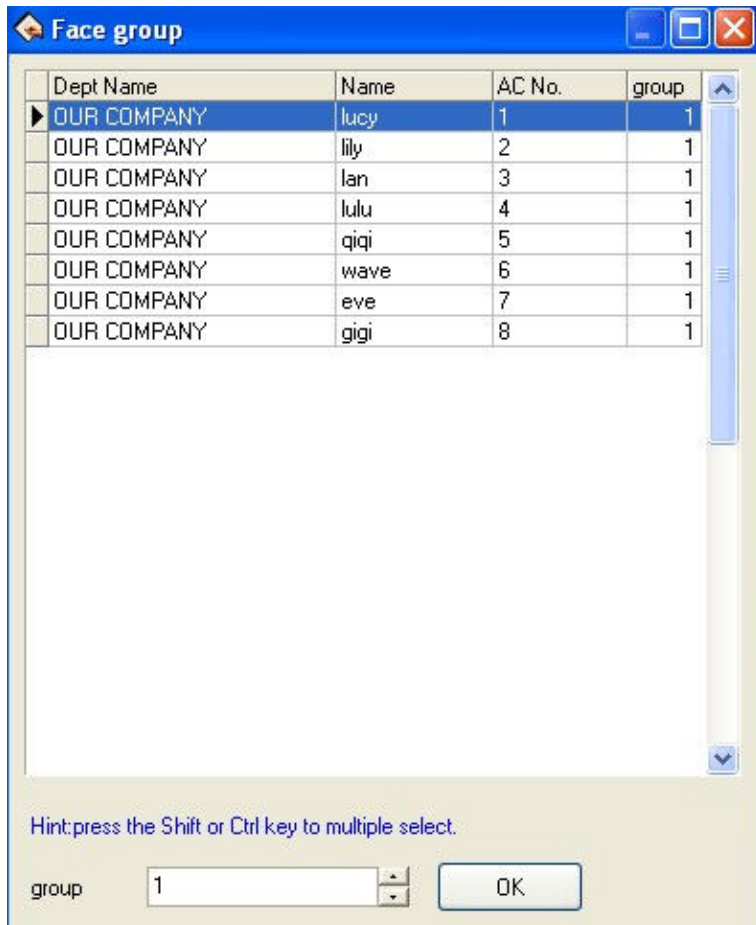 Face group
Dept Name Name AC No. group
OUR COMPANY lucy 1 1
OUR COMPANY lily 2 1
OUR COMPANY lan 3 1
OUR COMPANY lulu 4 1
OUR COMPANY qiqi 5 1
OUR COMPANY wave 6 1
OUR COMPANY eve 7 1
OUR COMPANY gigi 8 1
Hint:press the Shift or Ctrl key to multiple select.
group 1 OK